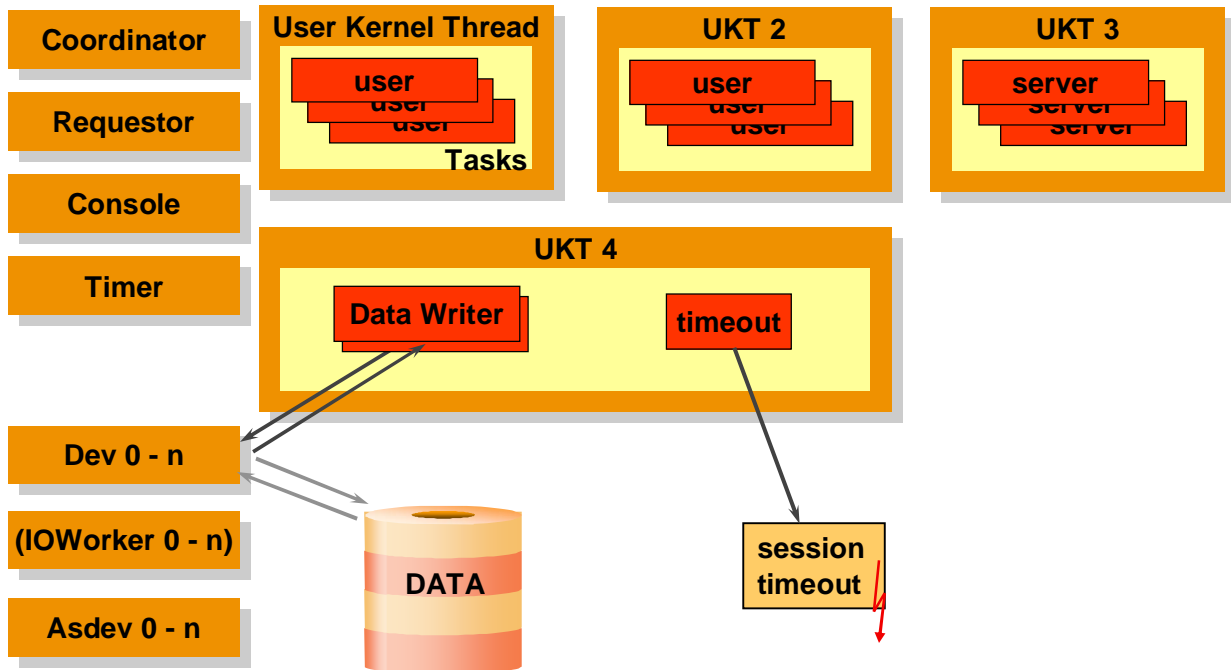 Coordinator
Requestor
Console
Timer
Dev 0 - n
(IOWorker 0 - n)
Asdev 0 - n
User Kernel Thread
user
user
user
Tasks
UKT 2
user
user
user
UKT 3
server
server
server
UKT 4
Data Writer
timeout
DATA
session
timeout